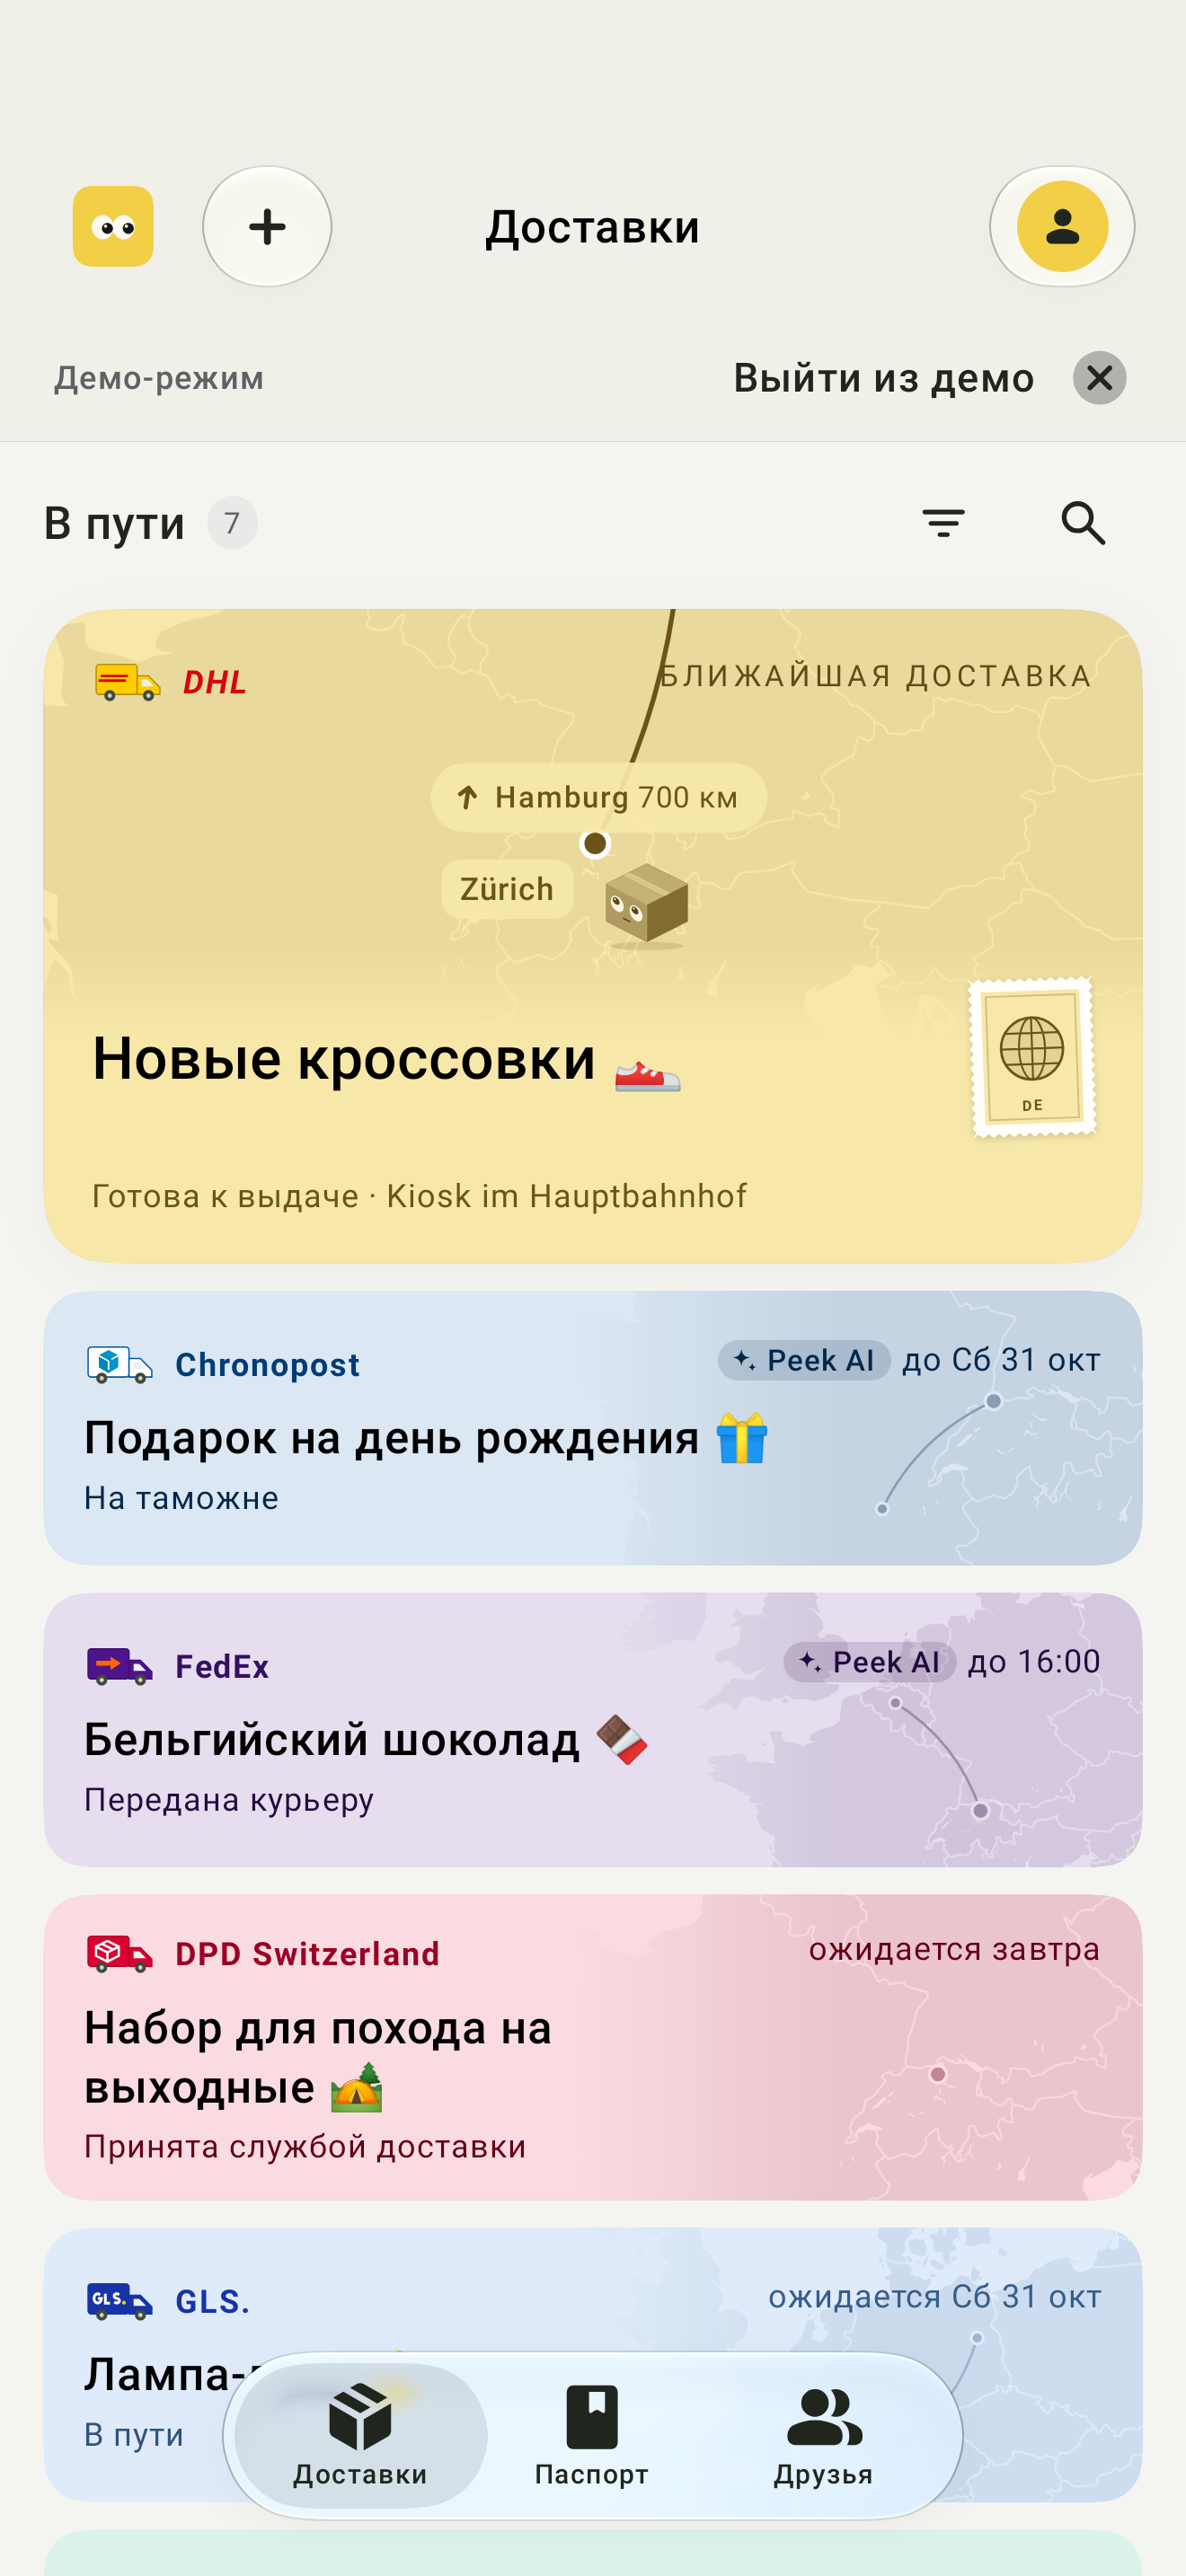 Доставки
Демо-режим
Выйти из демо
В пути 7
DHL
БЛИЖАЙШАЯ ДОСТАВКА
Hamburg 700 км
Zürich
Новые кроссовки
DE
Готова к выдаче · Kiosk im Hauptbahnhof
Chronopost
Peek AI до Сб 31 окт
Подарок на день рождения
На таможне
FedEx
Peek AI до 16:00
Бельгийский шоколад
Передана курьеру
DPD Switzerland
ожидается завтра
Набор для похода на
выходные
Принята службой доставки
GLS.
GLS.
ожидается Сб 31 окт
Лампа-
В пути
Доставки
Паспорт
Друзья